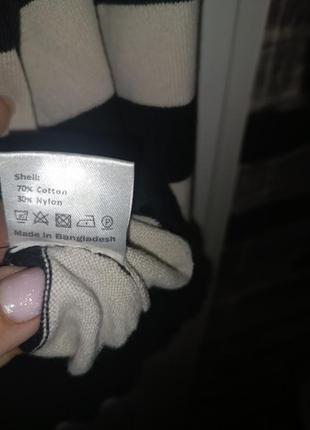 Shell:
70% Cotton
30% Nylon
Made in Bangladesh